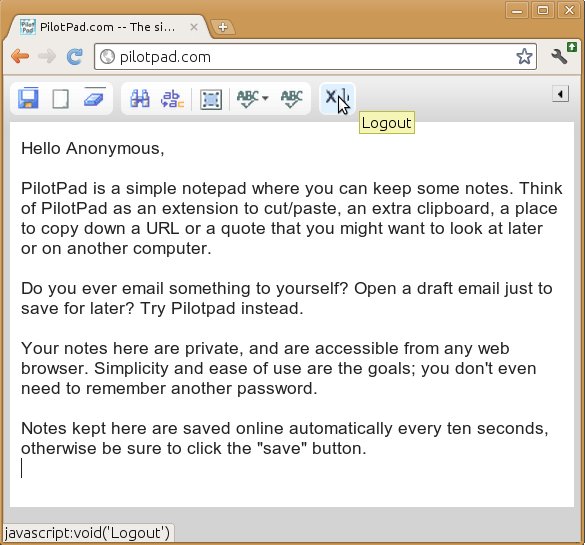 PilotPad.com -- The si...
pilotpad.com
ABC
ABC
Logout
Hello Anonymous,
PilotPad is a simple notepad where you can keep some notes. Think
of PilotPad as an extension to cut/paste, an extra clipboard, a place
to copy down a URL or a quote that you might want to look at later
or on another computer.
Do you ever email something to yourself? Open a draft email just to
save for later? Try Pilotpad instead.
Your notes here are private, and are accessible from any web
browser. Simplicity and ease of use are the goals; you don't even
need to remember another password.
Notes kept here are saved online automatically every ten seconds,
otherwise be sure to click the "save" button.
javascript:void('Logout')